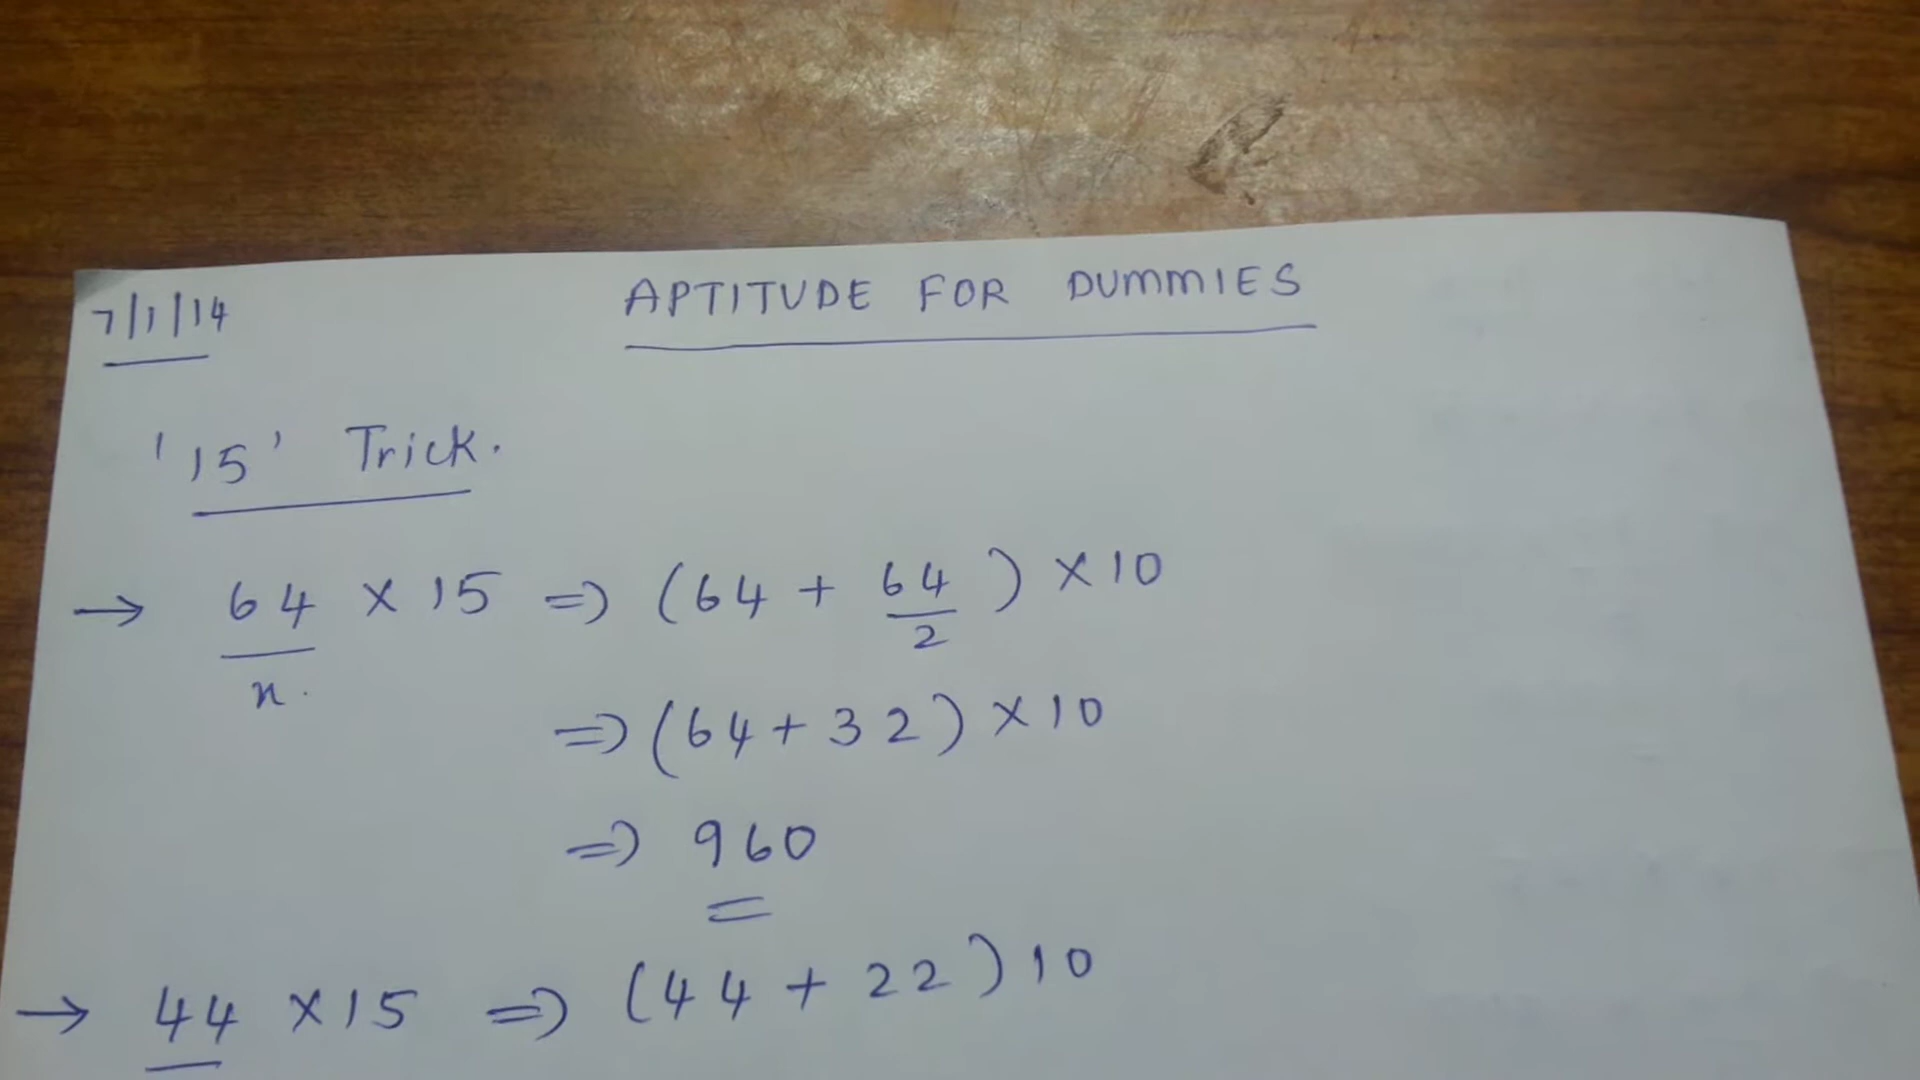 7/1/14
APTITUDE FOR DUMMIES
'15' Trick.
→ 64 × 15 ⇒ (64 + 64/2) × 10
n.
⇒ (64 + 32) × 10
⇒ 960
→ 44 × 15 ⇒ (44 + 22) 10